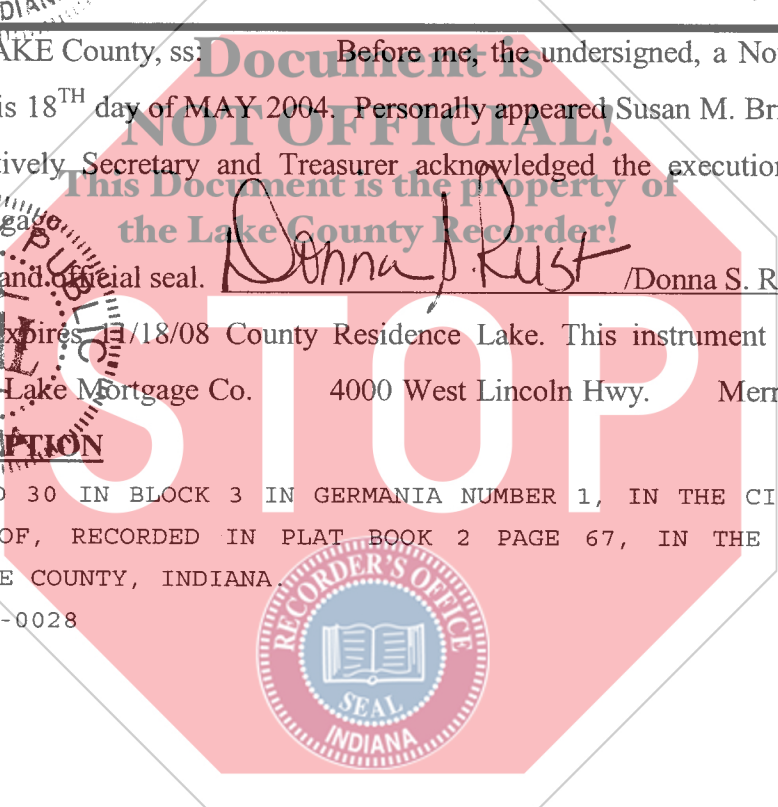 DIAN
AKE County, ss: Before me, the undersigned, a No
is 18TH day of MAY 2004. Personally appeared Susan M. Bri
tively Secretary and Treasurer acknowledged the execution
gage
and official seal. Donna S. Rust /Donna S. R
xpires 11/18/08 County Residence Lake. This instrument
Lake Mortgage Co. 4000 West Lincoln Hwy. Merr
PTION
0 30 IN BLOCK 3 IN GERMANIA NUMBER 1, IN THE CI
OF, RECORDED IN PLAT BOOK 2 PAGE 67, IN THE
E COUNTY, INDIANA.
-0028
Document is
NOT OFFICIAL!
This Document is the property of
the Lake County Recorder!
STOP
PUBLIC
RECORDER'S OFFICE
SEAL
INDIANA